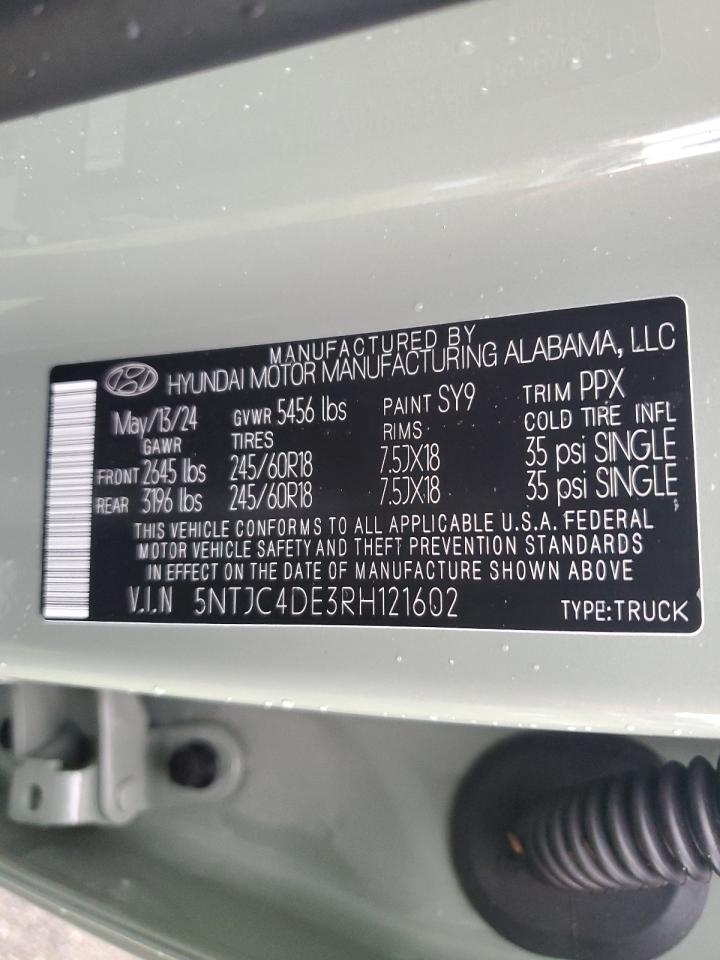 MANUFACTURED BY
HYUNDAI MOTOR MANUFACTURING ALABAMA, LLC
May/13/24 GVWR 5456 lbs PAINT SY9 TRIM PPX
GAWR TIRES RIMS COLD TIRE INFL
FRONT 2645 lbs 245/60R18 7.5JX18 35 psi SINGLE
REAR 3196 lbs 245/60R18 7.5JX18 35 psi SINGLE
THIS VEHICLE CONFORMS TO ALL APPLICABLE U.S.A. FEDERAL
MOTOR VEHICLE SAFETY AND THEFT PREVENTION STANDARDS
IN EFFECT ON THE DATE OF MANUFACTURE SHOWN ABOVE
V.I.N 5NTJC4DE3RH121602 TYPE:TRUCK